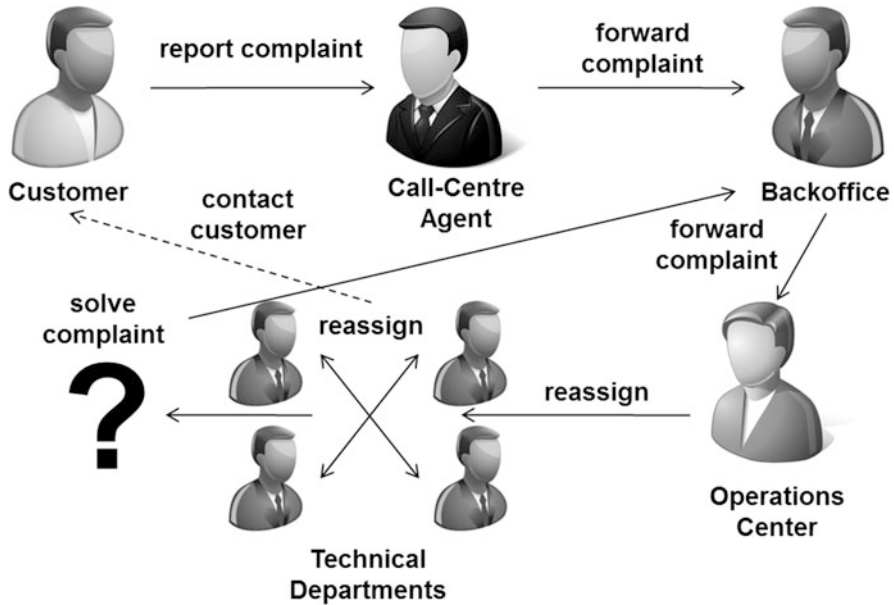 report complaint
forward
complaint
Customer
Call-Centre
Agent
Backoffice
contact
customer
forward
complaint
solve
complaint
?
reassign
reassign
Operations
Center
Technical
Departments